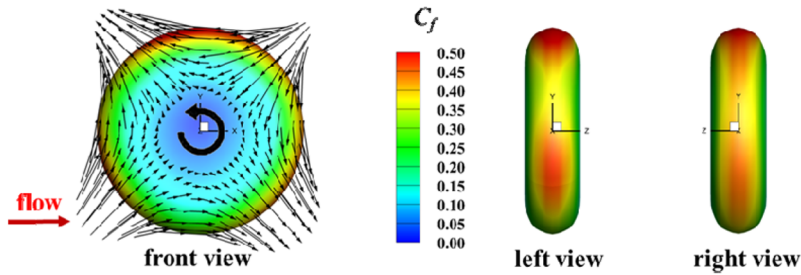 C_f
0.50
0.45
0.40
0.35
0.30
0.25
0.20
0.15
0.10
0.05
0.00
Y
X
Y
X
Z
Y
Z
flow
front view
left view
right view